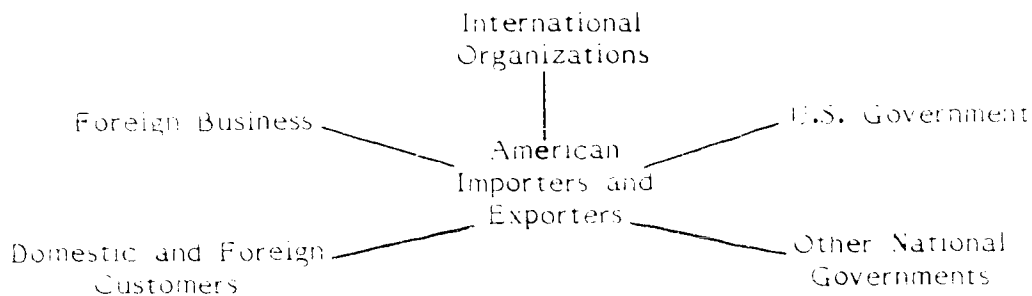 International
Organizations
Foreign Business
U.S. Government
American
Importers and
Exporters
Domestic and Foreign
Customers
Other National
Governments